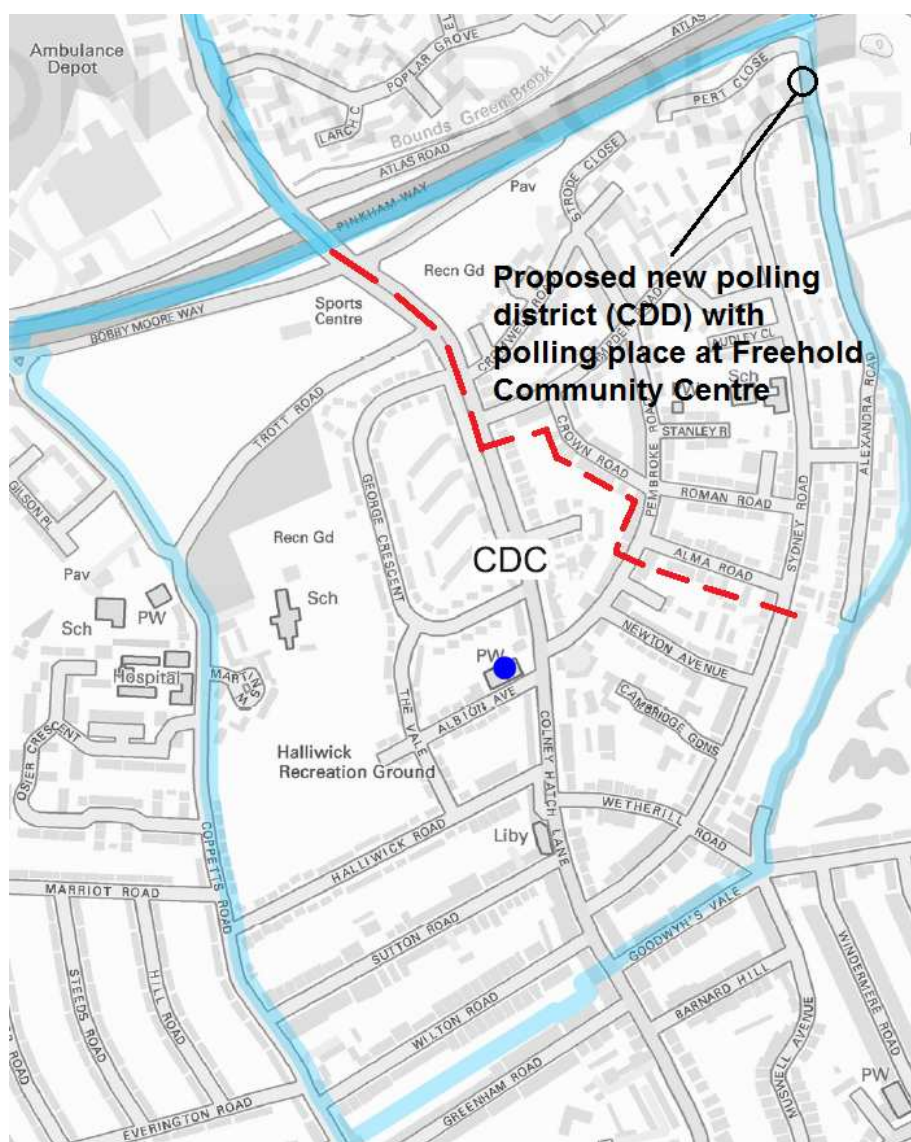 Ambulance
Depot
POPLAR GROVE
LARCH C
Bounds Green Brook
ATLAS ROAD
ATLAS
PERT CLOSE
PINKHAM WAY
Pav
STRODE CLOSE
Recn Gd
Proposed new polling
district (CDD) with
polling place at Freehold
Community Centre
Sports
Centre
BOBBY MOORE WAY
TROTT ROAD
Sch
STANLEY R
CROWN ROAD
PEMBROKE ROAD
ROMAN ROAD
SYDNEY ROAD
ALEXANDRA ROAD
GILSON PL
GEORGE CRESCENT
Recn Gd
CDC
ALMA ROAD
Pav
Sch
PW
Sch
Hospital
MARTINS
PW
NEWTON AVENUE
CAMBRIDGE GDNS
OSIER CRESCENT
THE VALE
ALBION AVE
COLNEY HATCH LANE
Halliwick
Recreation Ground
WETHERILL ROAD
Liby
COPPETTS ROAD
HALLIWICK ROAD
MARRIOT ROAD
SUTTON ROAD
GOODWYN'S VALE
STEEDS ROAD
HILL ROAD
WILTON ROAD
BARNARD HILL
WINDERMERE ROAD
MUSWELL AVENUE
GREENHAM ROAD
EVERINGTON ROAD
PW